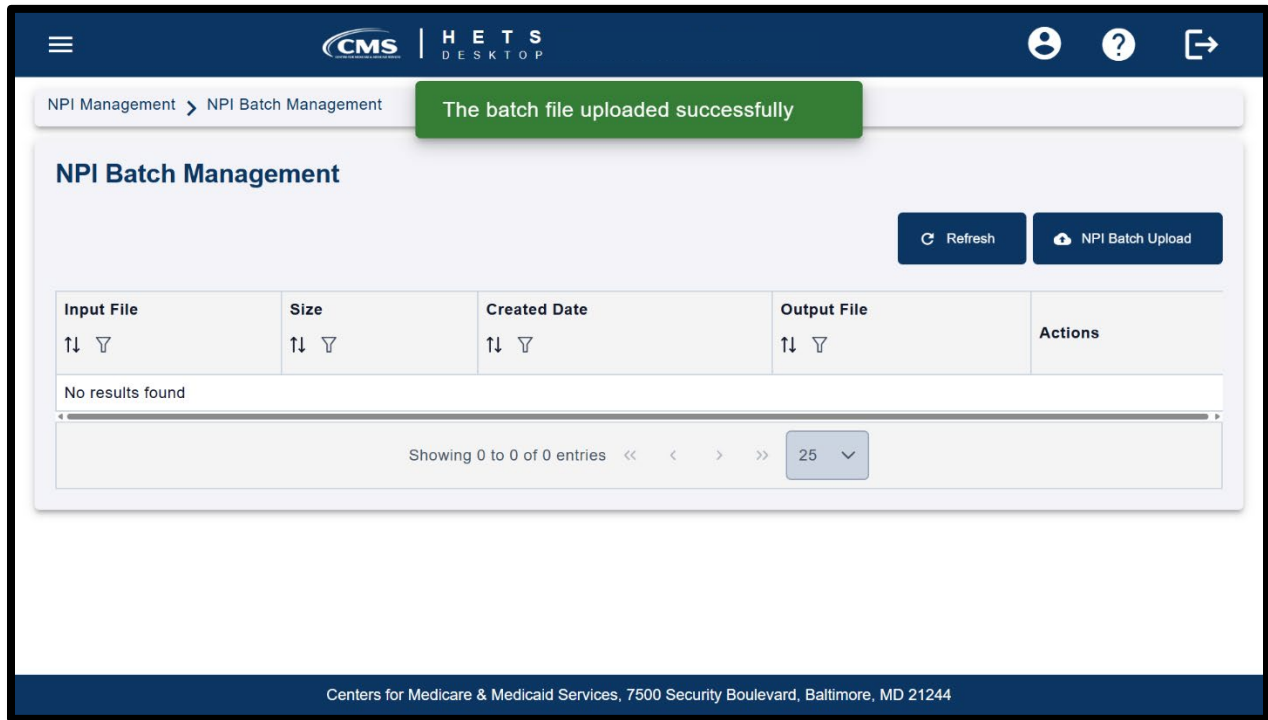 CMS
HETS
DESKTOP
NPI Management NPI Batch Management
The batch file uploaded successfully
NPI Batch Management
Refresh
NPI Batch Upload
Input File
Size
Created Date
Output File
Actions
No results found
Showing 0 to 0 of 0 entries
25
Centers for Medicare & Medicaid Services, 7500 Security Boulevard, Baltimore, MD 21244